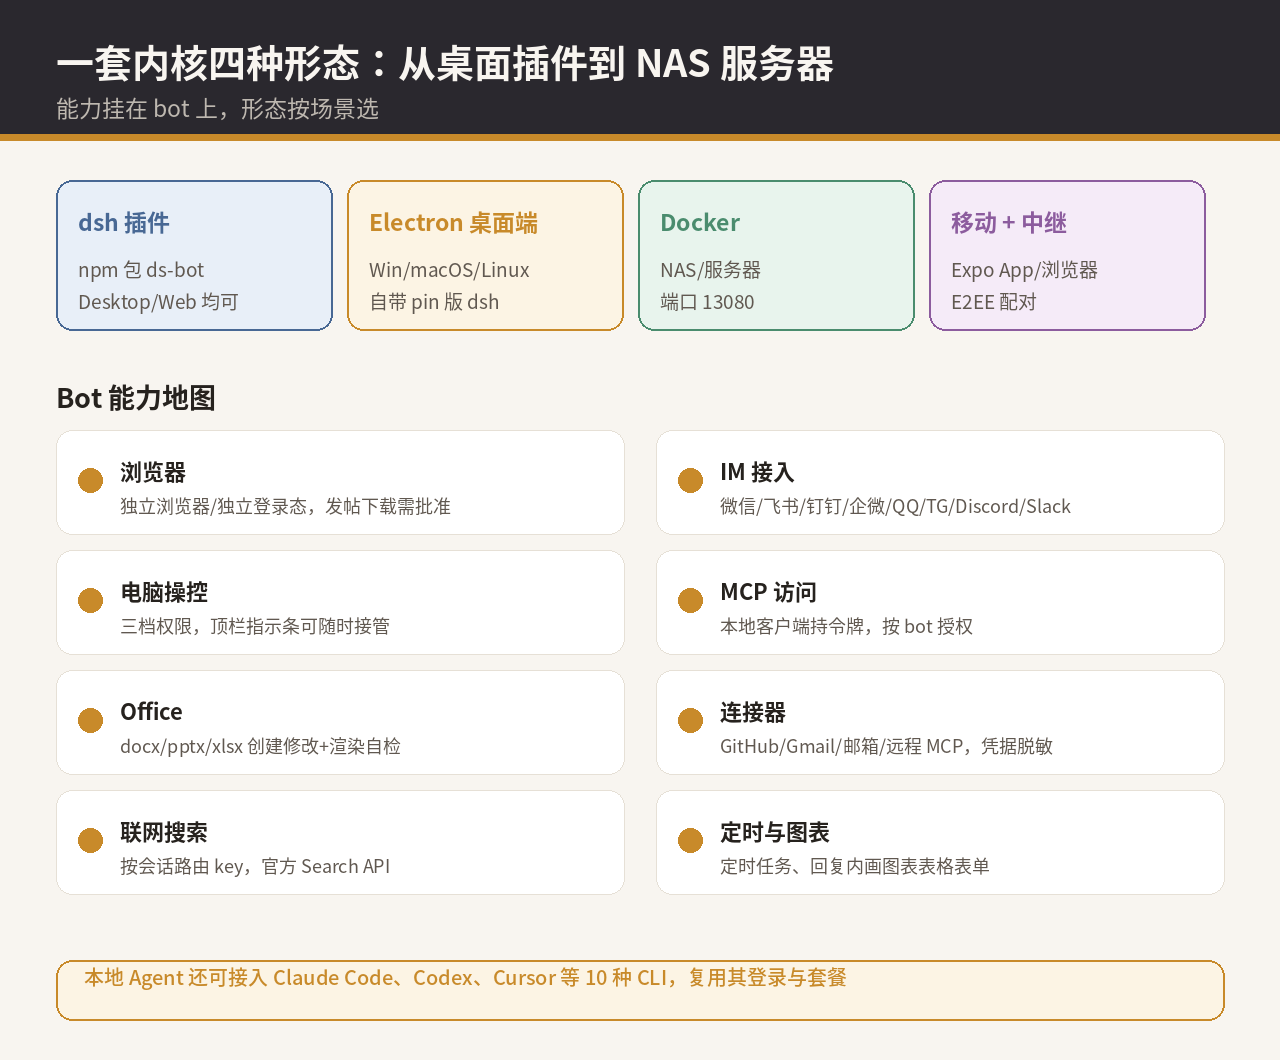 一套内核四种形态：从桌面插件到 NAS 服务器
能力挂在 bot 上，形态按场景选
dsh 插件
npm 包 ds-bot
Desktop/Web 均可
Electron 桌面端
Win/macOS/Linux
自带 pin 版 dsh
Docker
NAS/服务器
端口 13080
移动 + 中继
Expo App/浏览器
E2EE 配对
Bot 能力地图
浏览器
独立浏览器/独立登录态，发帖下载需批准
IM 接入
微信/飞书/钉钉/企微/QQ/TG/Discord/Slack
电脑操控
三档权限，顶栏指示条可随时接管
MCP 访问
本地客户端持令牌，按 bot 授权
Office
docx/pptx/xlsx 创建修改+渲染自检
连接器
GitHub/Gmail/邮箱/远程 MCP，凭据脱敏
联网搜索
按会话路由 key，官方 Search API
定时与图表
定时任务、回复内画图表表格表单
本地 Agent 还可接入 Claude Code、Codex、Cursor 等 10 种 CLI，复用其登录与套餐